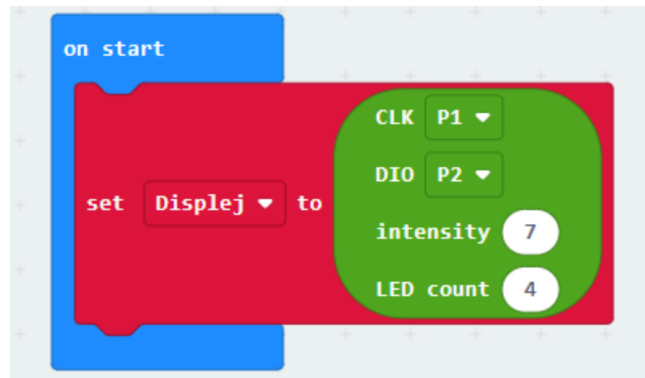 on start
CLK P1
DIO P2
set Displej to
intensity 7
LED count 4